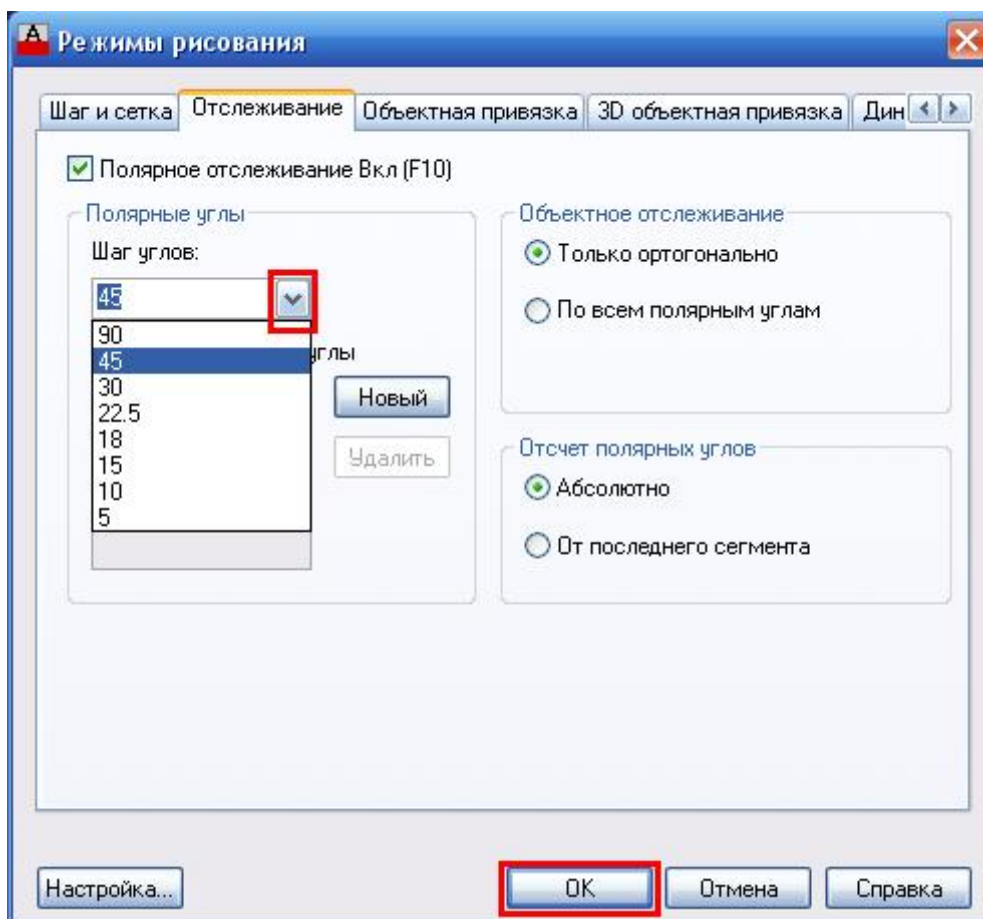 Режимы рисования
Шаг и сетка Отслеживание Объектная привязка 3D объектная привязка Дин
Полярное отслеживание Вкл (F10)
Полярные углы
Шаг углов:
45
90
45
30
22.5
18
15
10
5
углы
Новый
Удалить
Объектное отслеживание
Только ортогонально
По всем полярным углам
Отсчет полярных углов
Абсолютно
От последнего сегмента
Настройка... ОК Отмена Справка